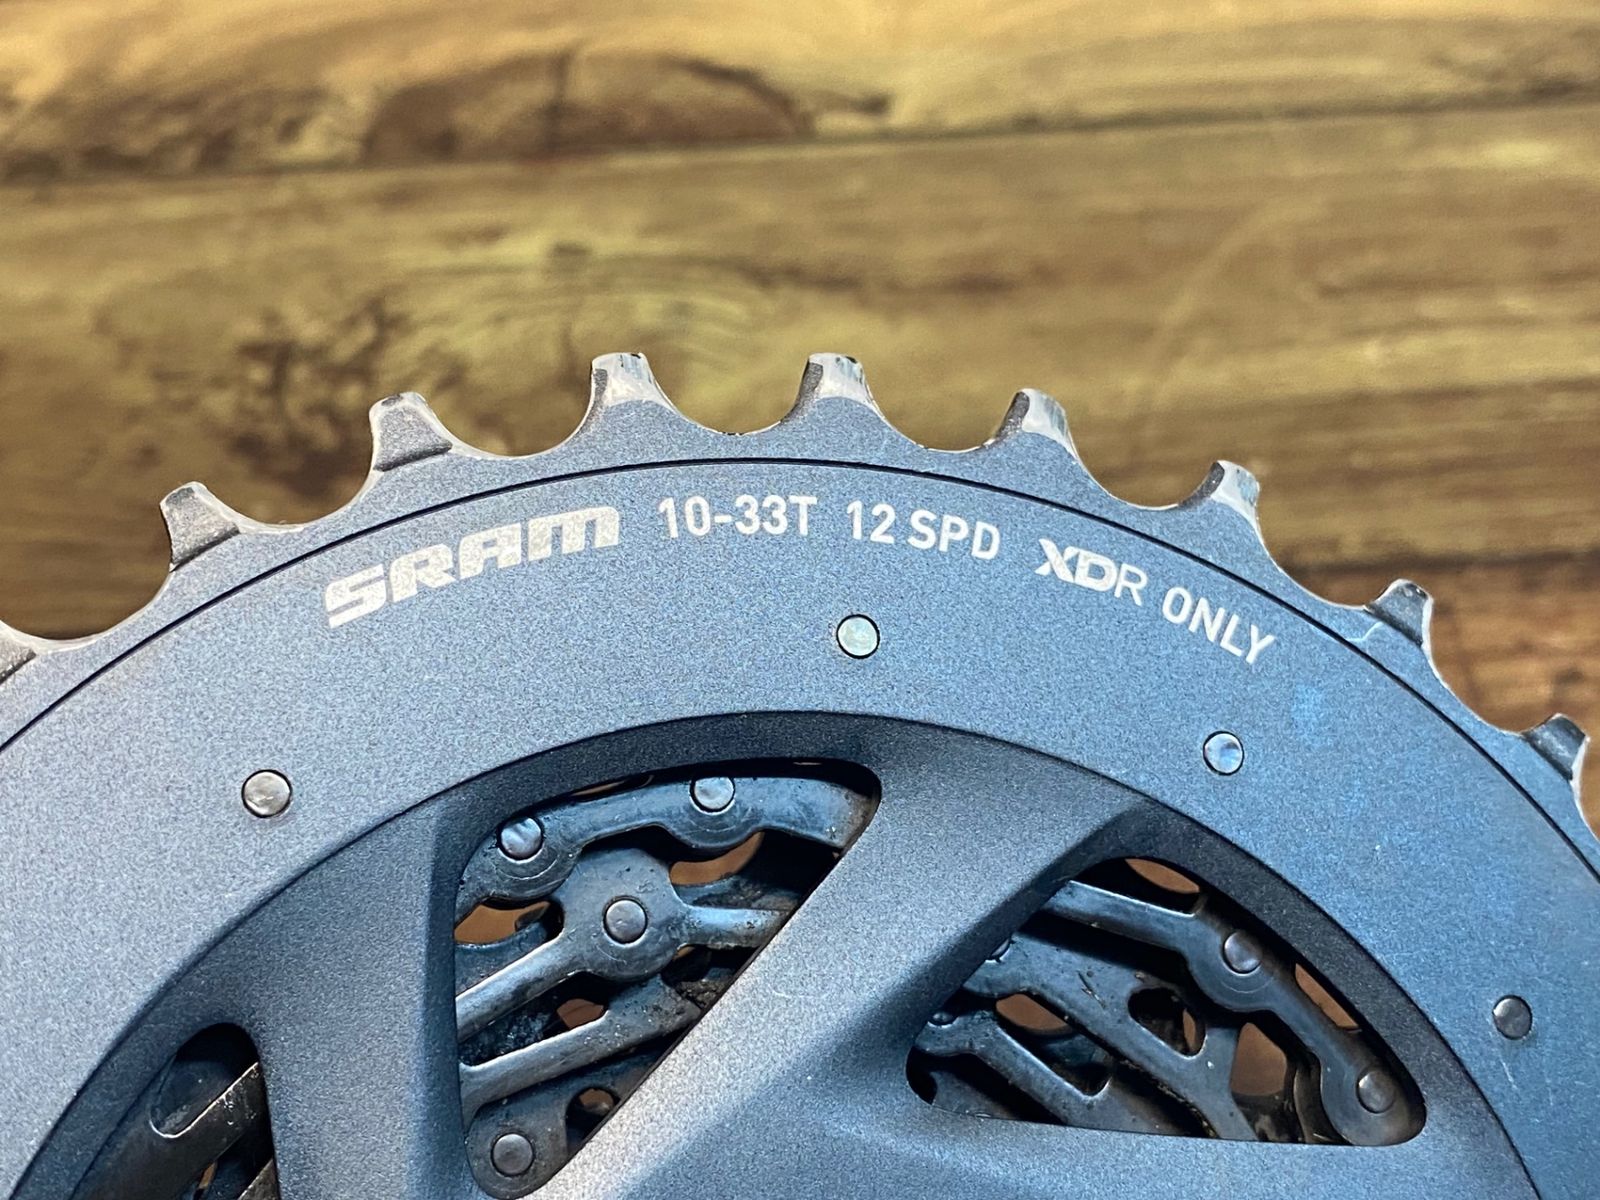 SRAM 10-33T 12 SPD XDR ONLY